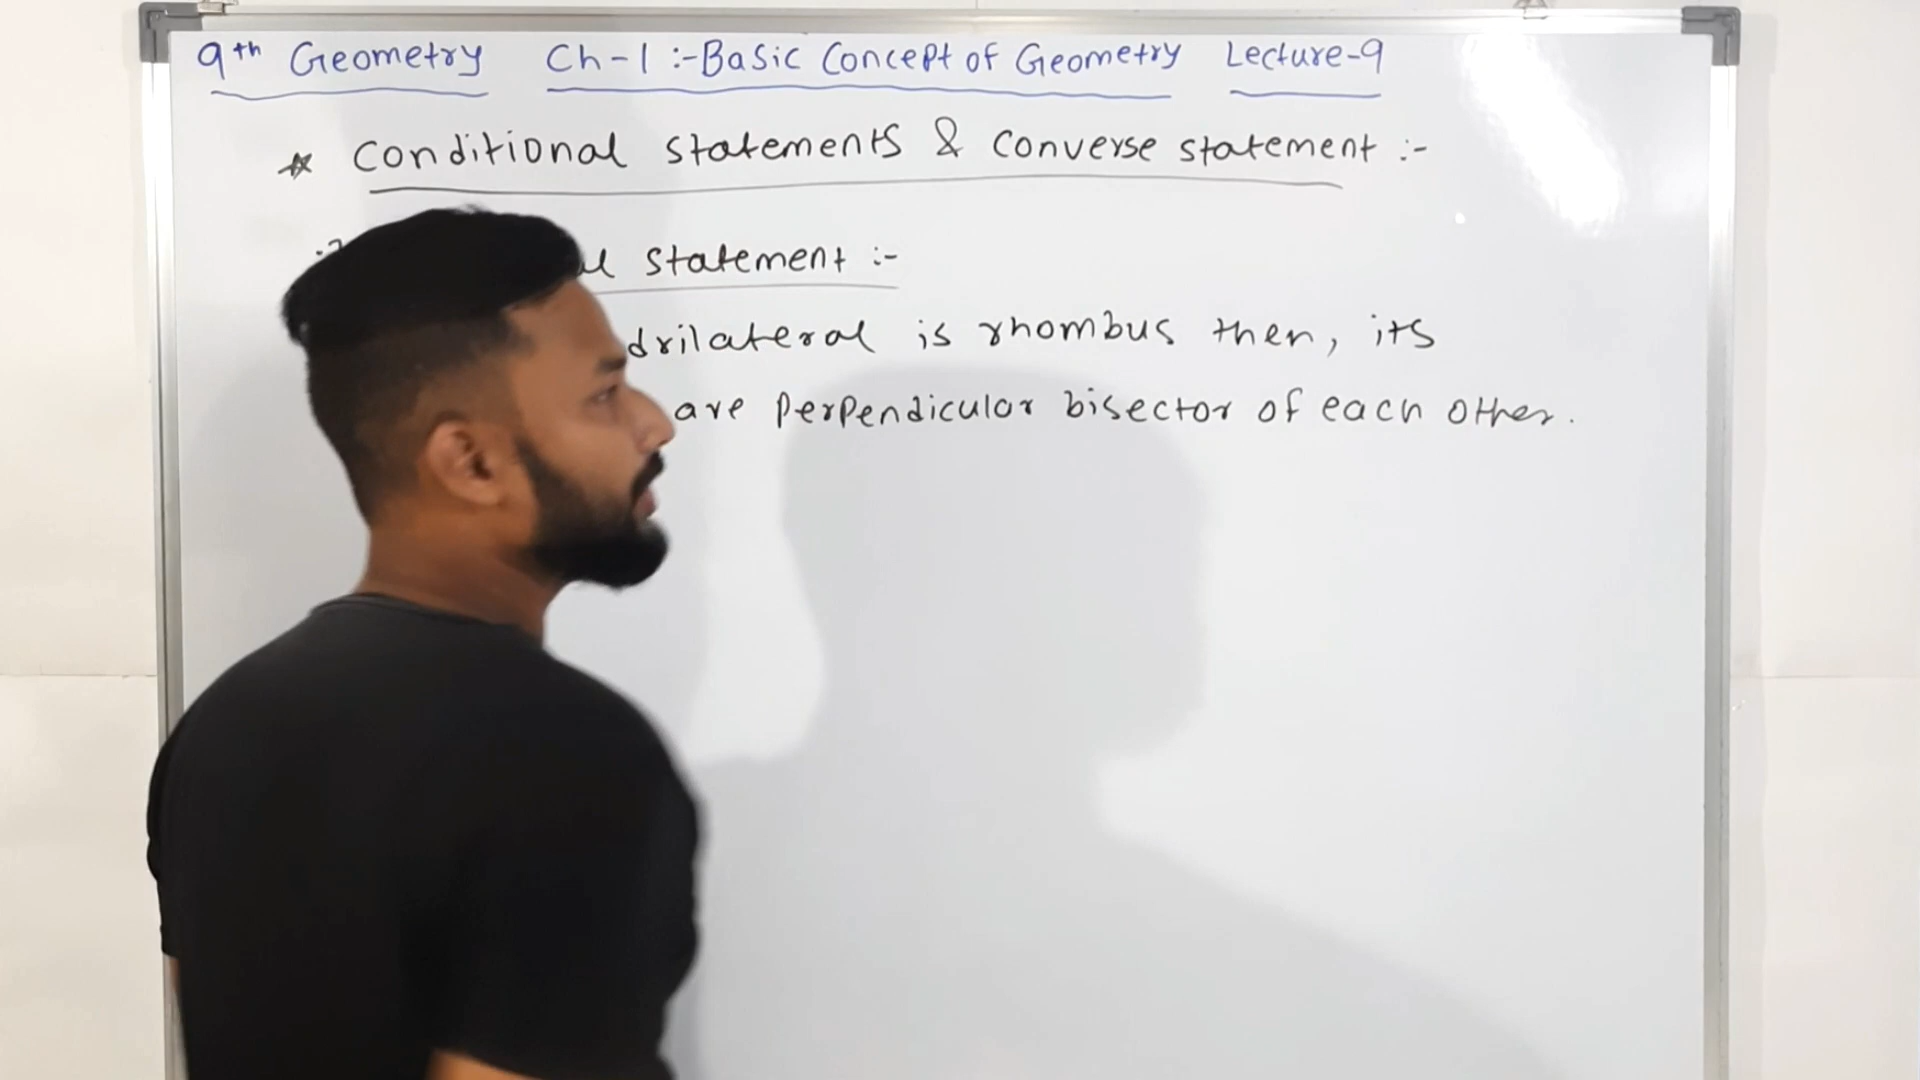 9th Geometry Ch-1 :- Basic Concept of Geometry Lecture-9
* Conditional statements & converse statement :-
statement :-
is rhombus then, its
are perpendicular bisector of each other.